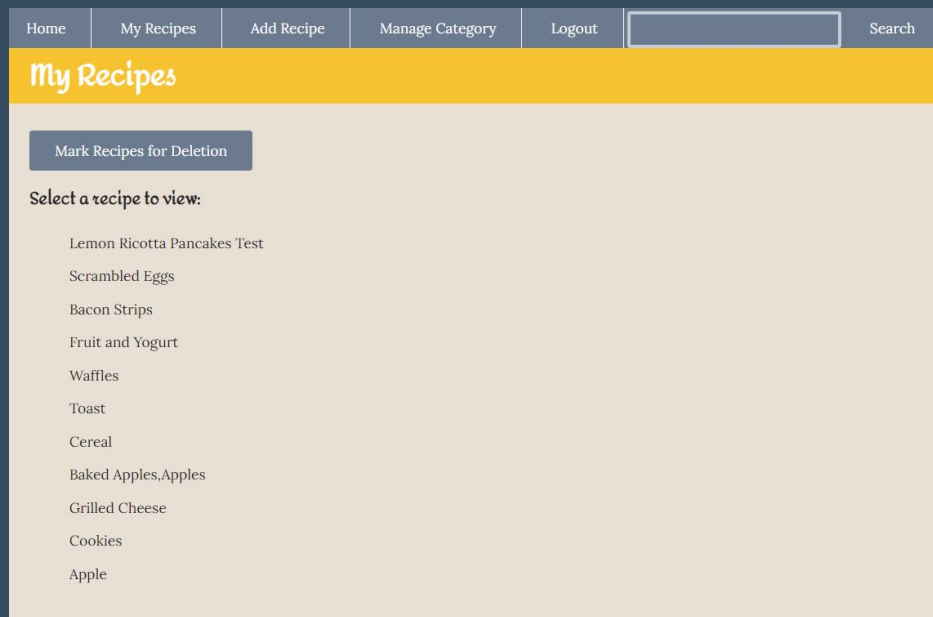 Home My Recipes Add Recipe Manage Category Logout Search
My Recipes
Mark Recipes for Deletion
Select a recipe to view:
Lemon Ricotta Pancakes Test
Scrambled Eggs
Bacon Strips
Fruit and Yogurt
Waffles
Toast
Cereal
Baked Apples,Apples
Grilled Cheese
Cookies
Apple